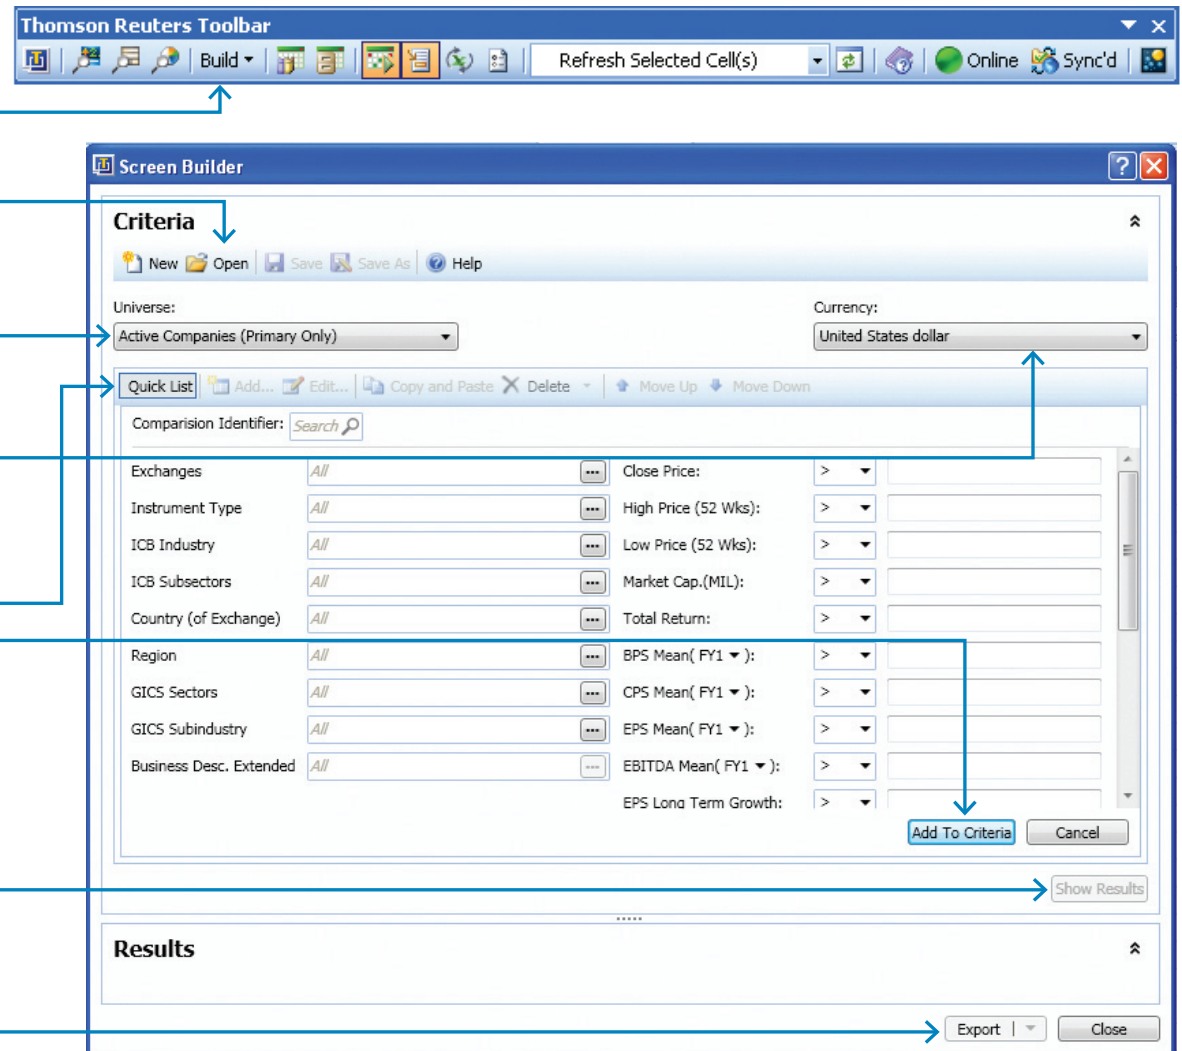 Thomson Reuters Toolbar
Build Refresh Selected Cell(s) Online Sync'd
Screen Builder
Criteria
New Open Save Save As Help
Universe: Currency:
Active Companies (Primary Only) United States dollar
Quick List Add... Edit... Copy and Paste Delete Move Up Move Down
Comparision Identifier: Search
Exchanges All ... Close Price: >
Instrument Type All ... High Price (52 Wks): >
ICB Industry All ... Low Price (52 Wks): >
ICB Subsectors All ... Market Cap.(MIL): >
Country (of Exchange) All ... Total Return: >
Region All ... BPS Mean( FY1 ): >
GICS Sectors All ... CPS Mean( FY1 ): >
GICS Subindustry All ... EPS Mean( FY1 ): >
Business Desc. Extended All ... EBITDA Mean( FY1 ): >
EPS Long Term Growth: >
Add To Criteria Cancel
Show Results
Results
Export Close